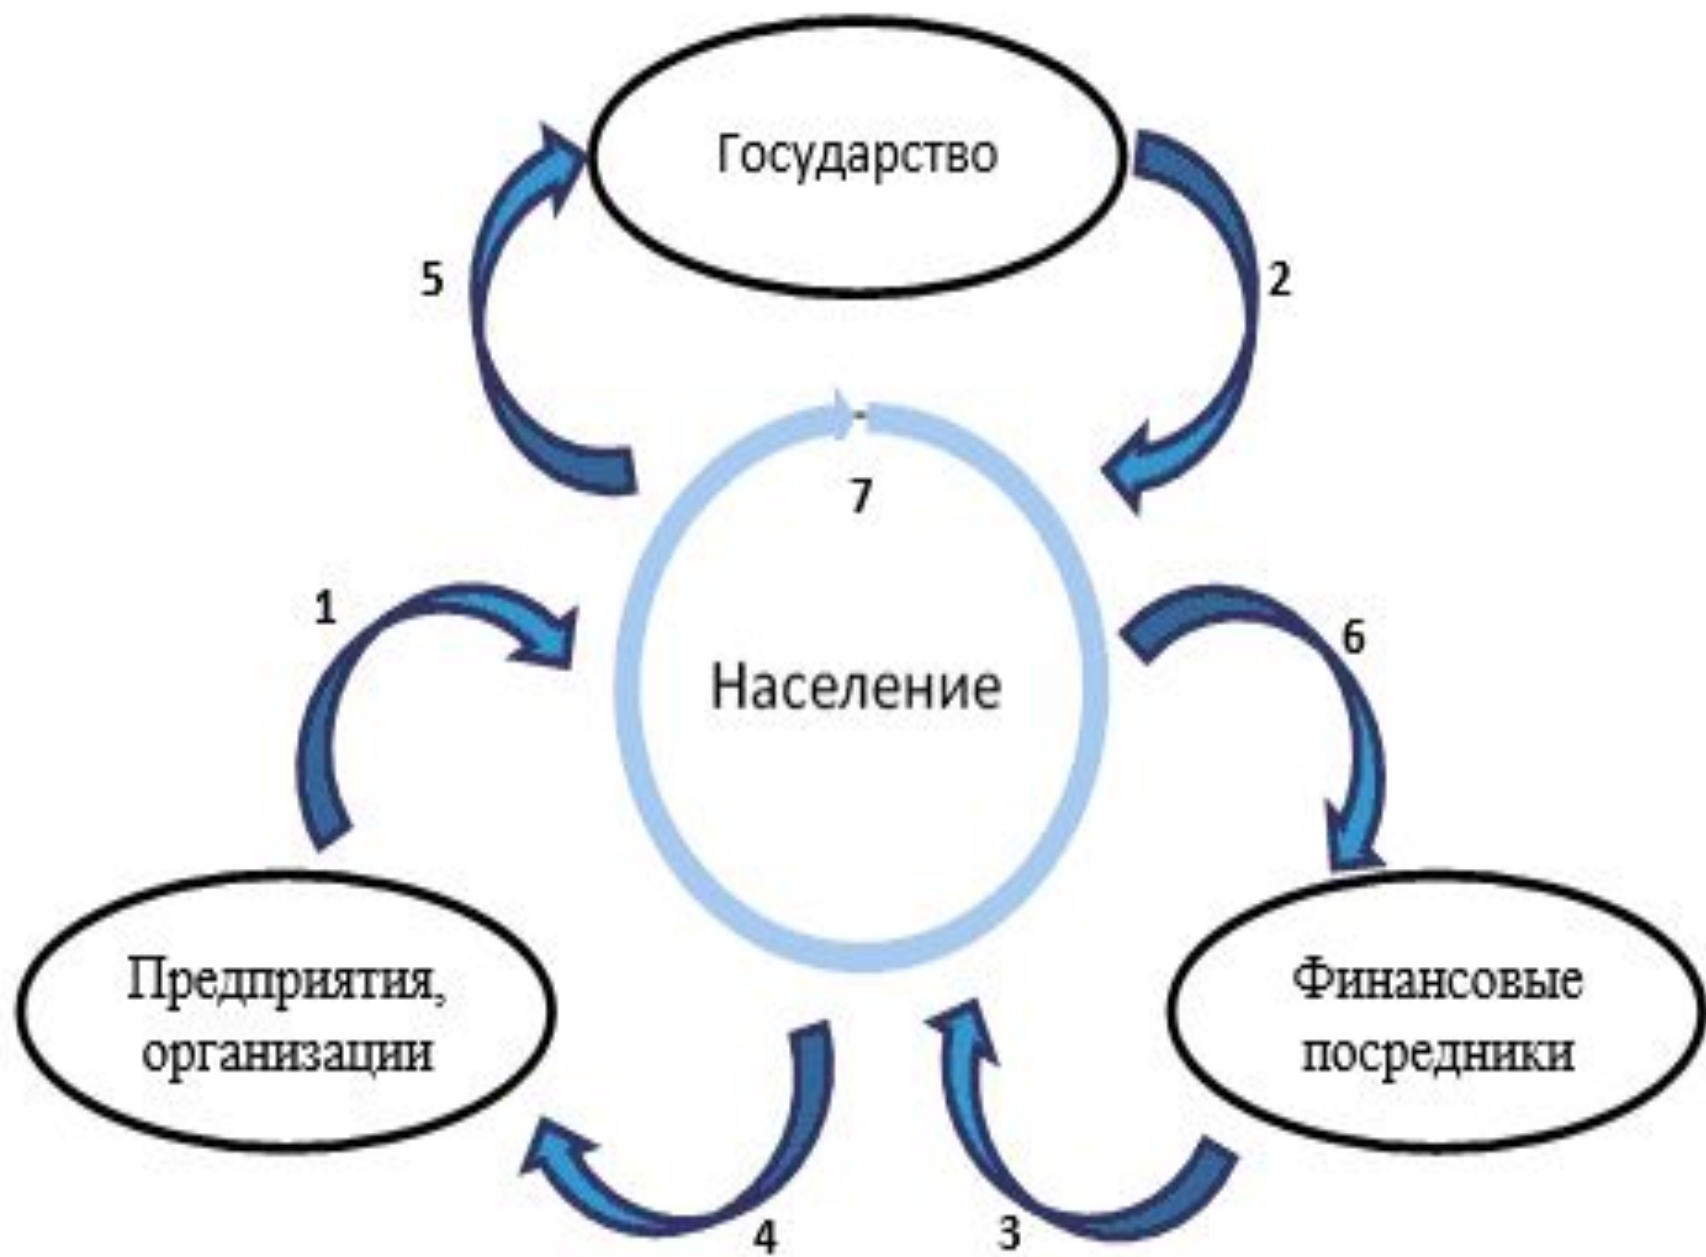 Государство
5
2
7
1
6
Население
Предприятия,
организации
Финансовые
посредники
4
3